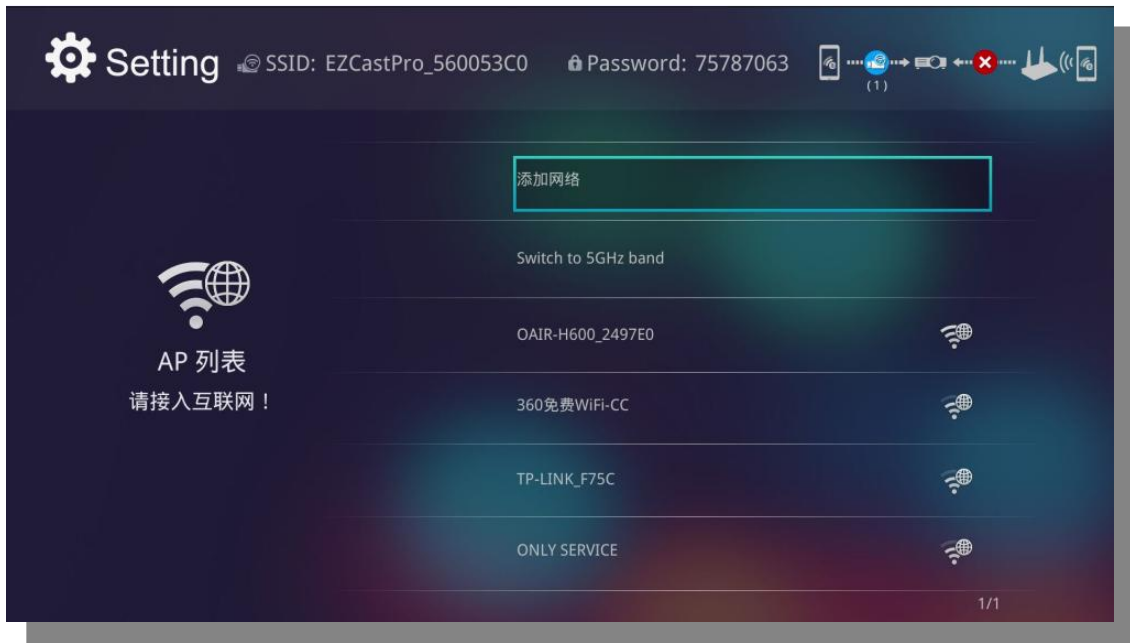 Setting SSID: EZCastPro_560053C0 Password: 75787063
(1)
添加网络
Switch to 5GHz band
AP 列表
请接入互联网！
OAIR-H600_2497E0
360免费WiFi-CC
TP-LINK_F75C
ONLY SERVICE
1/1